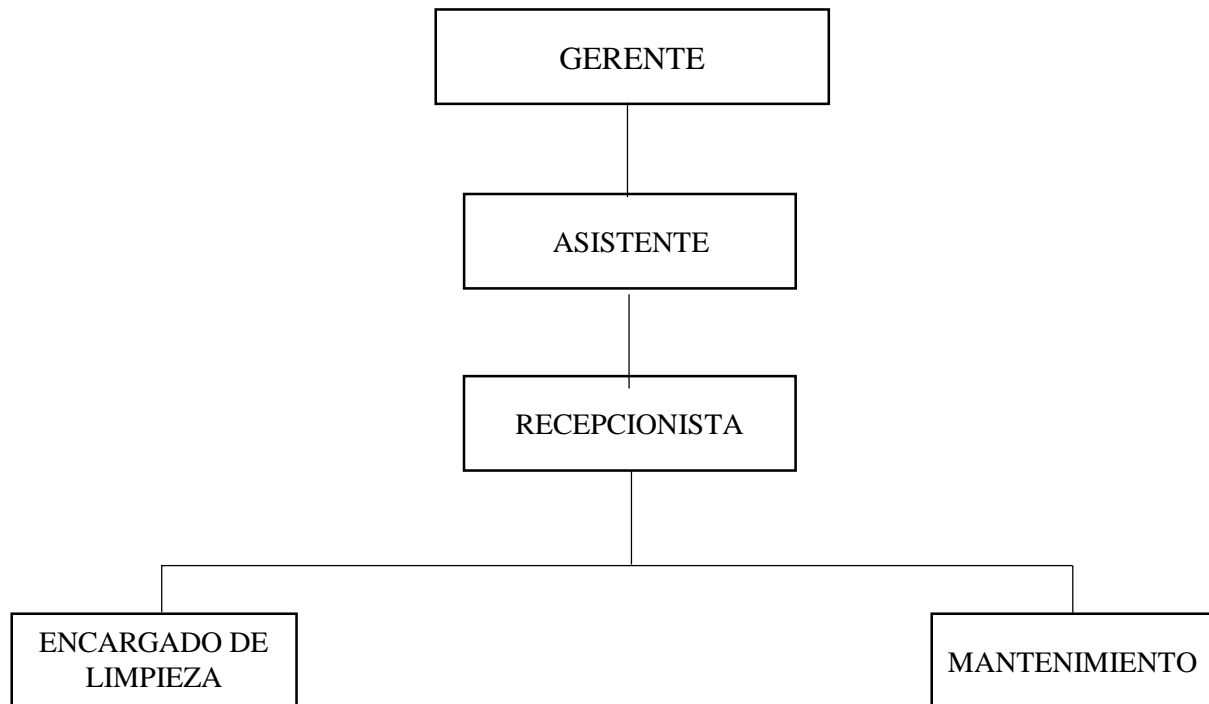 GERENTE
ASISTENTE
RECEPCIONISTA
ENCARGADO DE
LIMPIEZA
MANTENIMIENTO